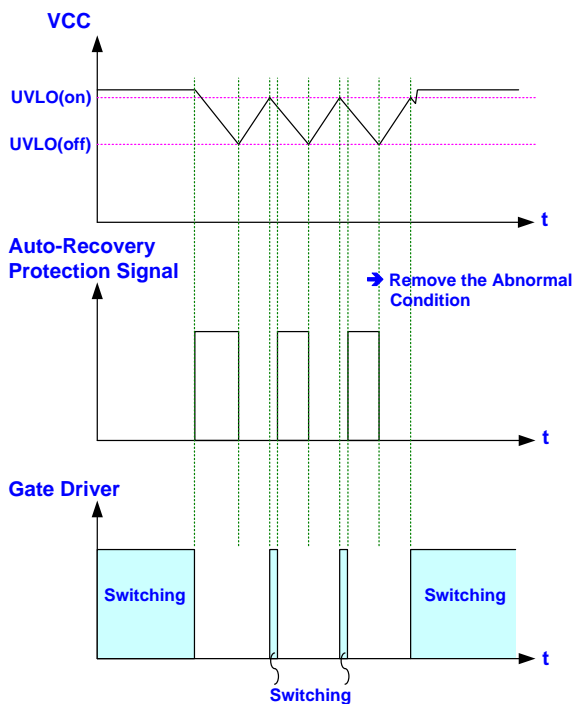 VCC
UVLO(on)
UVLO(off)
t
Auto-Recovery
Protection Signal
➔ Remove the Abnormal
Condition
t
Gate Driver
Switching
Switching
t
Switching